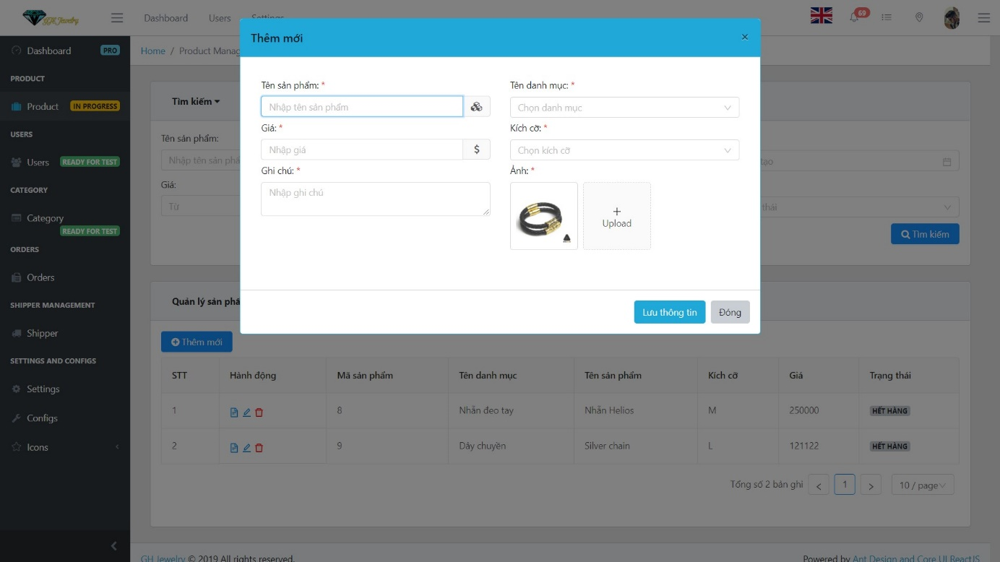 GH Jewelry
Dashboard Users Settings
69
Dashboard PRO
PRODUCT
Product IN PROGRESS
USERS
Users READY FOR TEST
CATEGORY
Category
READY FOR TEST
ORDERS
Orders
SHIPPER MANAGEMENT
Shipper
SETTINGS AND CONFIGS
Settings
Configs
Icons
Home / Product Manag
Tìm kiếm
Tên sản phẩm:
Nhập tên sản phẩ
Giá:
Từ
tạo
thái
Tìm kiếm
Thêm mới ×
Tên sản phẩm: *
Nhập tên sản phẩm
Tên danh mục: *
Chọn danh mục
Giá: *
Nhập giá $
Kích cỡ: *
Chọn kích cỡ
Ghi chú: *
Nhập ghi chú
Ảnh: *
+
Upload
Lưu thông tin Đóng
Quản lý sản phẩ
Thêm mới
STT Hành động Mã sản phẩm Tên danh mục Tên sản phẩm Kích cỡ Giá Trạng thái
1 8 Nhẫn đeo tay Nhẫn Helios M 250000 HẾT HÀNG
2 9 Dây chuyền Silver chain L 121122 HẾT HÀNG
Tổng số 2 bản ghi < 1 > 10 / page
GH Jewelry © 2019 All rights reserved.
Powered by Ant Design and Core UI ReactJS